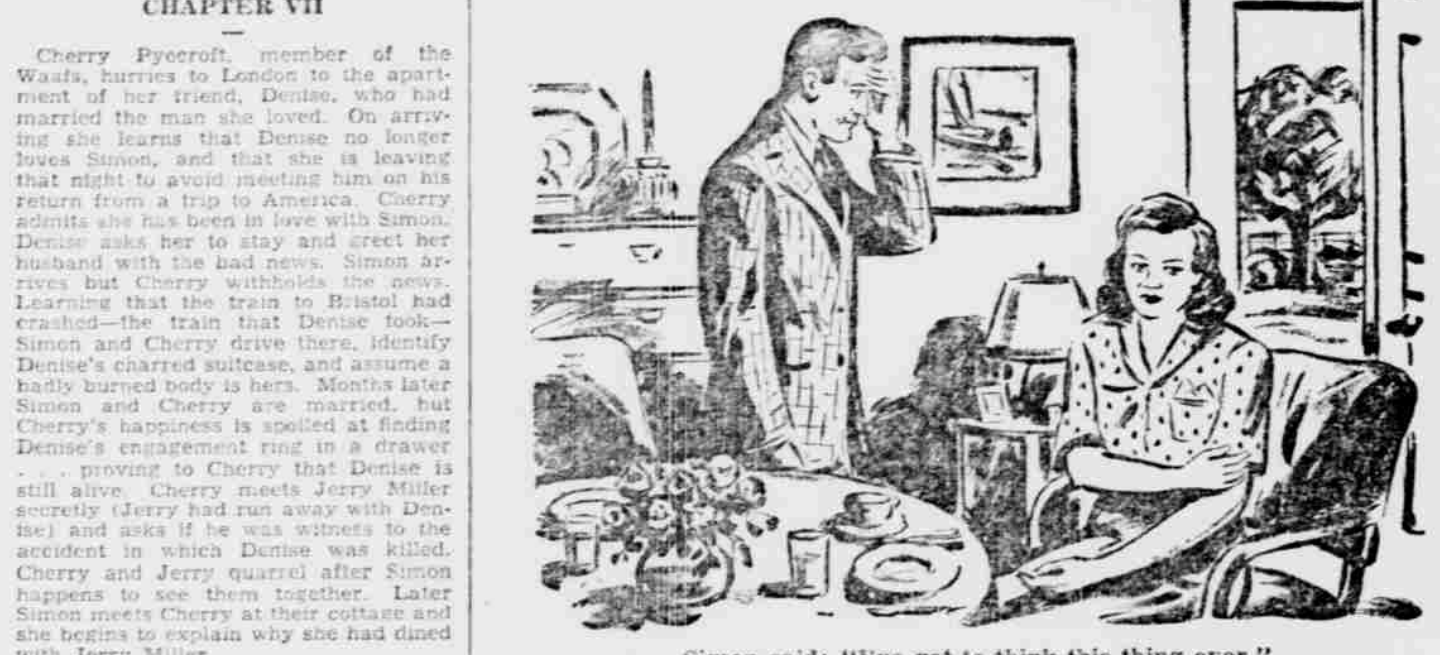 CHAPTER VII
Cherry Pyecroft, member of the
Waafs, hurries to London to the apart-
ment of her friend, Denise, who had
married the man she loved. On arriv-
ing she learns that Denise no longer
loves Simon, and that she is leaving
that night to avoid meeting him on his
return from a trip to America. Cherry
admits she has been in love with Simon.
Denise asks her to stay and greet her
husband with the bad news. Simon ar-
rives but Cherry withholds the news.
Learning that the train to Bristol had
crashed—the train that Denise took—
Simon and Cherry drive there, identify
Denise's charred suitcase, and assume a
badly burned body is hers. Months later
Simon and Cherry are married, but
Cherry's happiness is spoiled at finding
Denise's engagement ring in a drawer
. . . proving to Cherry that Denise is
still alive. Cherry meets Jerry Miller
secretly (Jerry had run away with Den-
ise) and asks if he was witness to the
accident in which Denise was killed.
Cherry and Jerry quarrel after Simon
happens to see them together. Later
Simon meets Cherry at their cottage and
she begins to explain why she had dined
with Jerry Miller.
Simon said: "I've got to think this thing over."